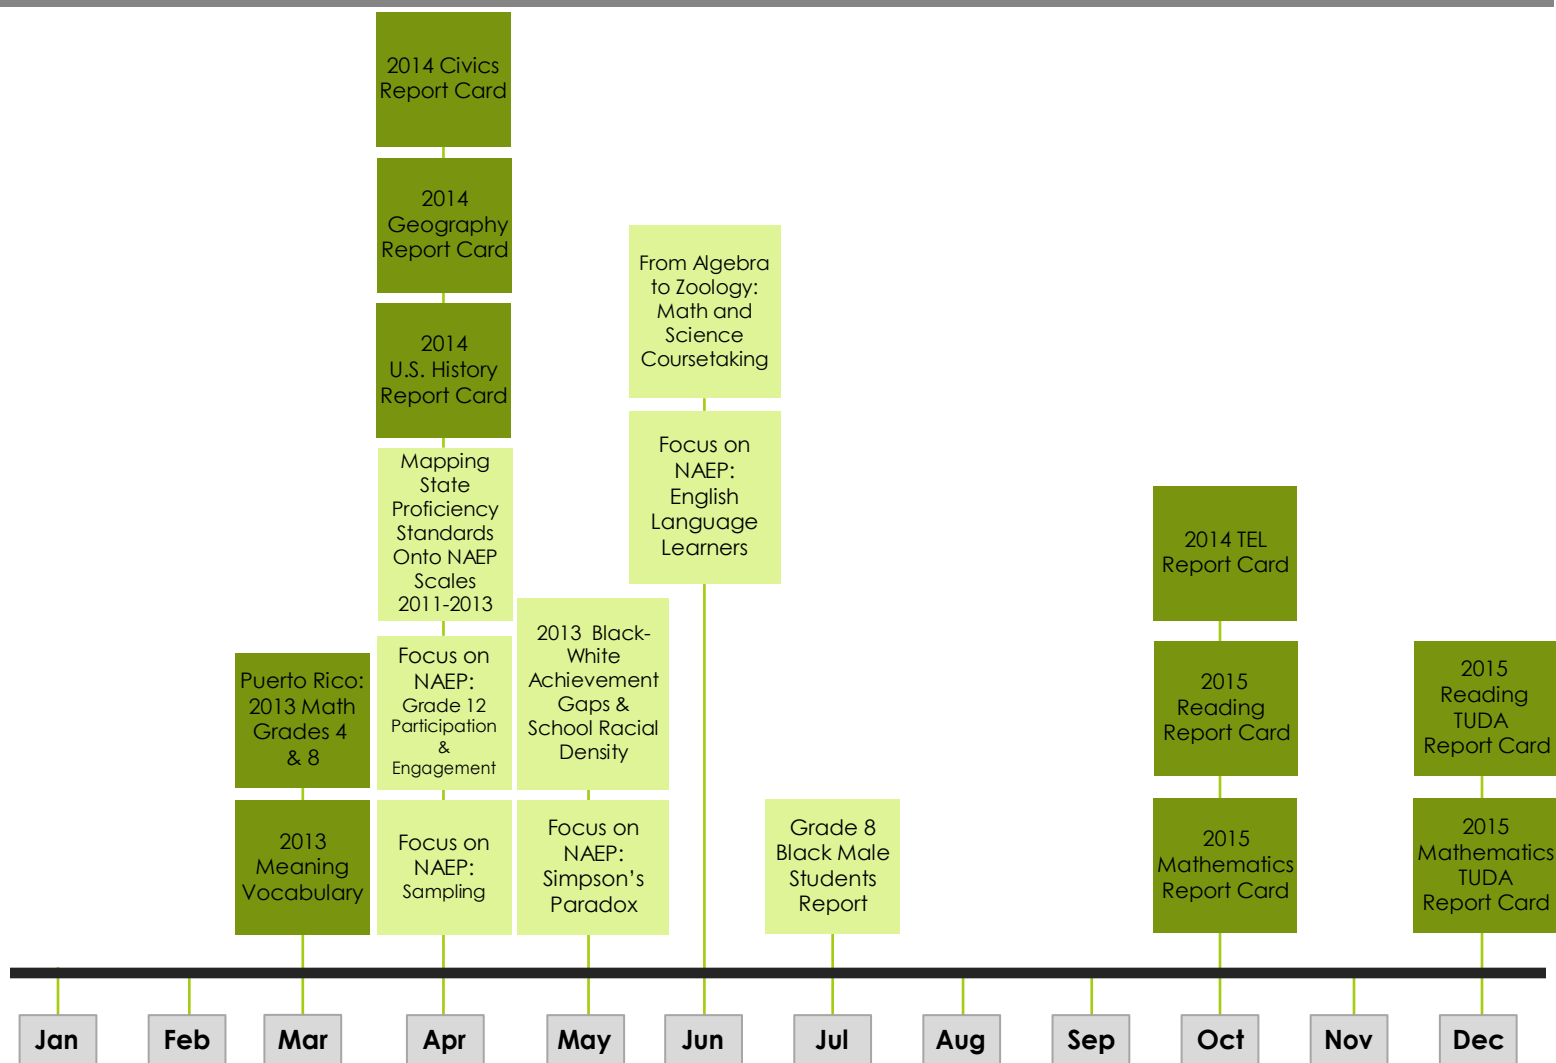 2014 Civics
Report Card
2014
Geography
Report Card
2014
U.S. History
Report Card
Mapping
State
Proficiency
Standards
Onto NAEP
Scales
2011-2013
Focus on
NAEP:
Grade 12
Participation
&
Engagement
Focus on
NAEP:
Sampling
Puerto Rico:
2013 Math
Grades 4
& 8
2013
Meaning
Vocabulary
2013 Black-
White
Achievement
Gaps &
School Racial
Density
Focus on
NAEP:
Simpson’s
Paradox
From Algebra
to Zoology:
Math and
Science
Coursetaking
Focus on
NAEP:
English
Language
Learners
Grade 8
Black Male
Students
Report
2014 TEL
Report Card
2015
Reading
Report Card
2015
Mathematics
Report Card
2015
Reading
TUDA
Report Card
2015
Mathematics
TUDA
Report Card
Jan
Feb
Mar
Apr
May
Jun
Jul
Aug
Sep
Oct
Nov
Dec